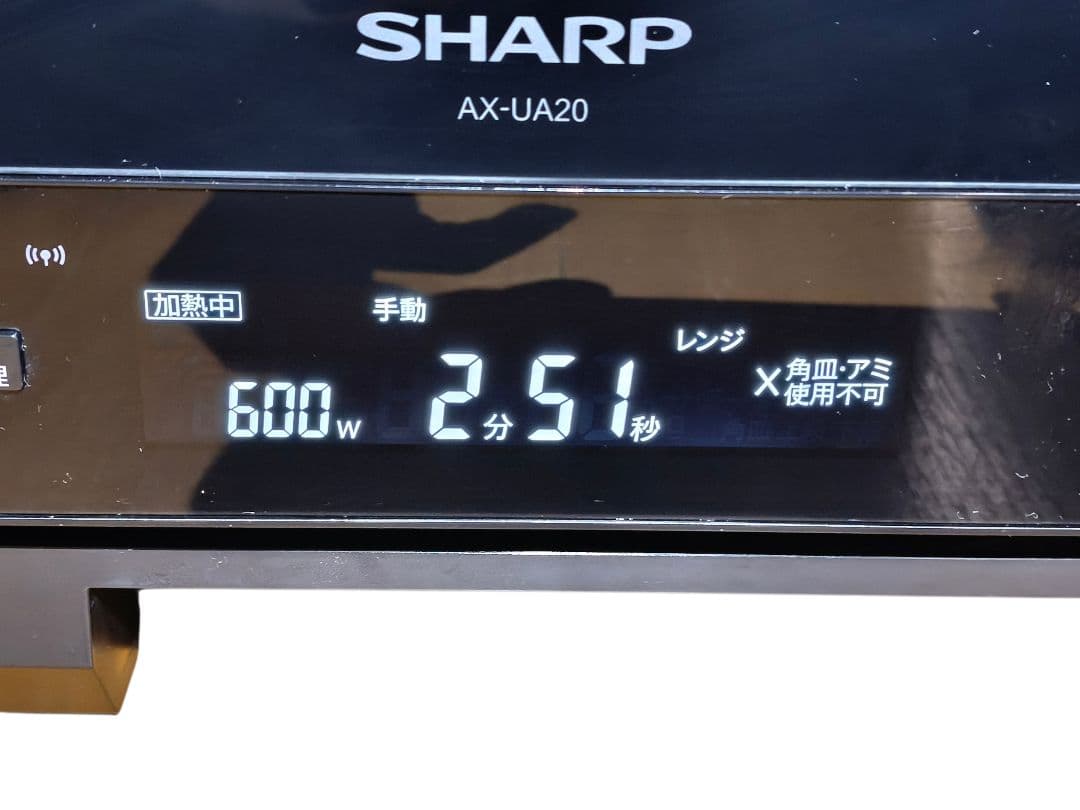 SHARP
AX-UA20
加熱中 手動
レンジ
600W 2分51秒
×角皿・アミ
使用不可